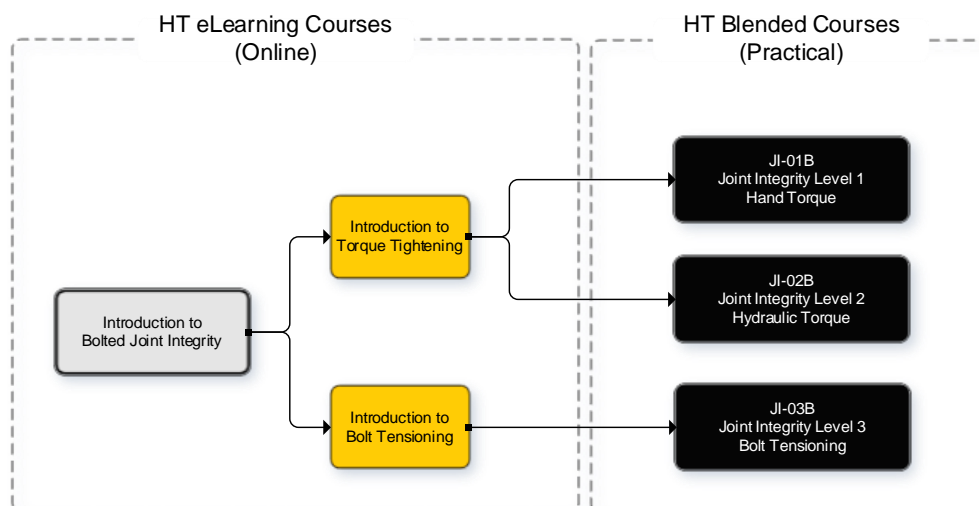 HT eLearning Courses
(Online)
HT Blended Courses
(Practical)
JI-01B
Joint Integrity Level 1
Hand Torque
Introduction to
Torque Tightening
JI-02B
Joint Integrity Level 2
Hydraulic Torque
Introduction to
Bolted Joint Integrity
Introduction to
Bolt Tensioning
JI-03B
Joint Integrity Level 3
Bolt Tensioning